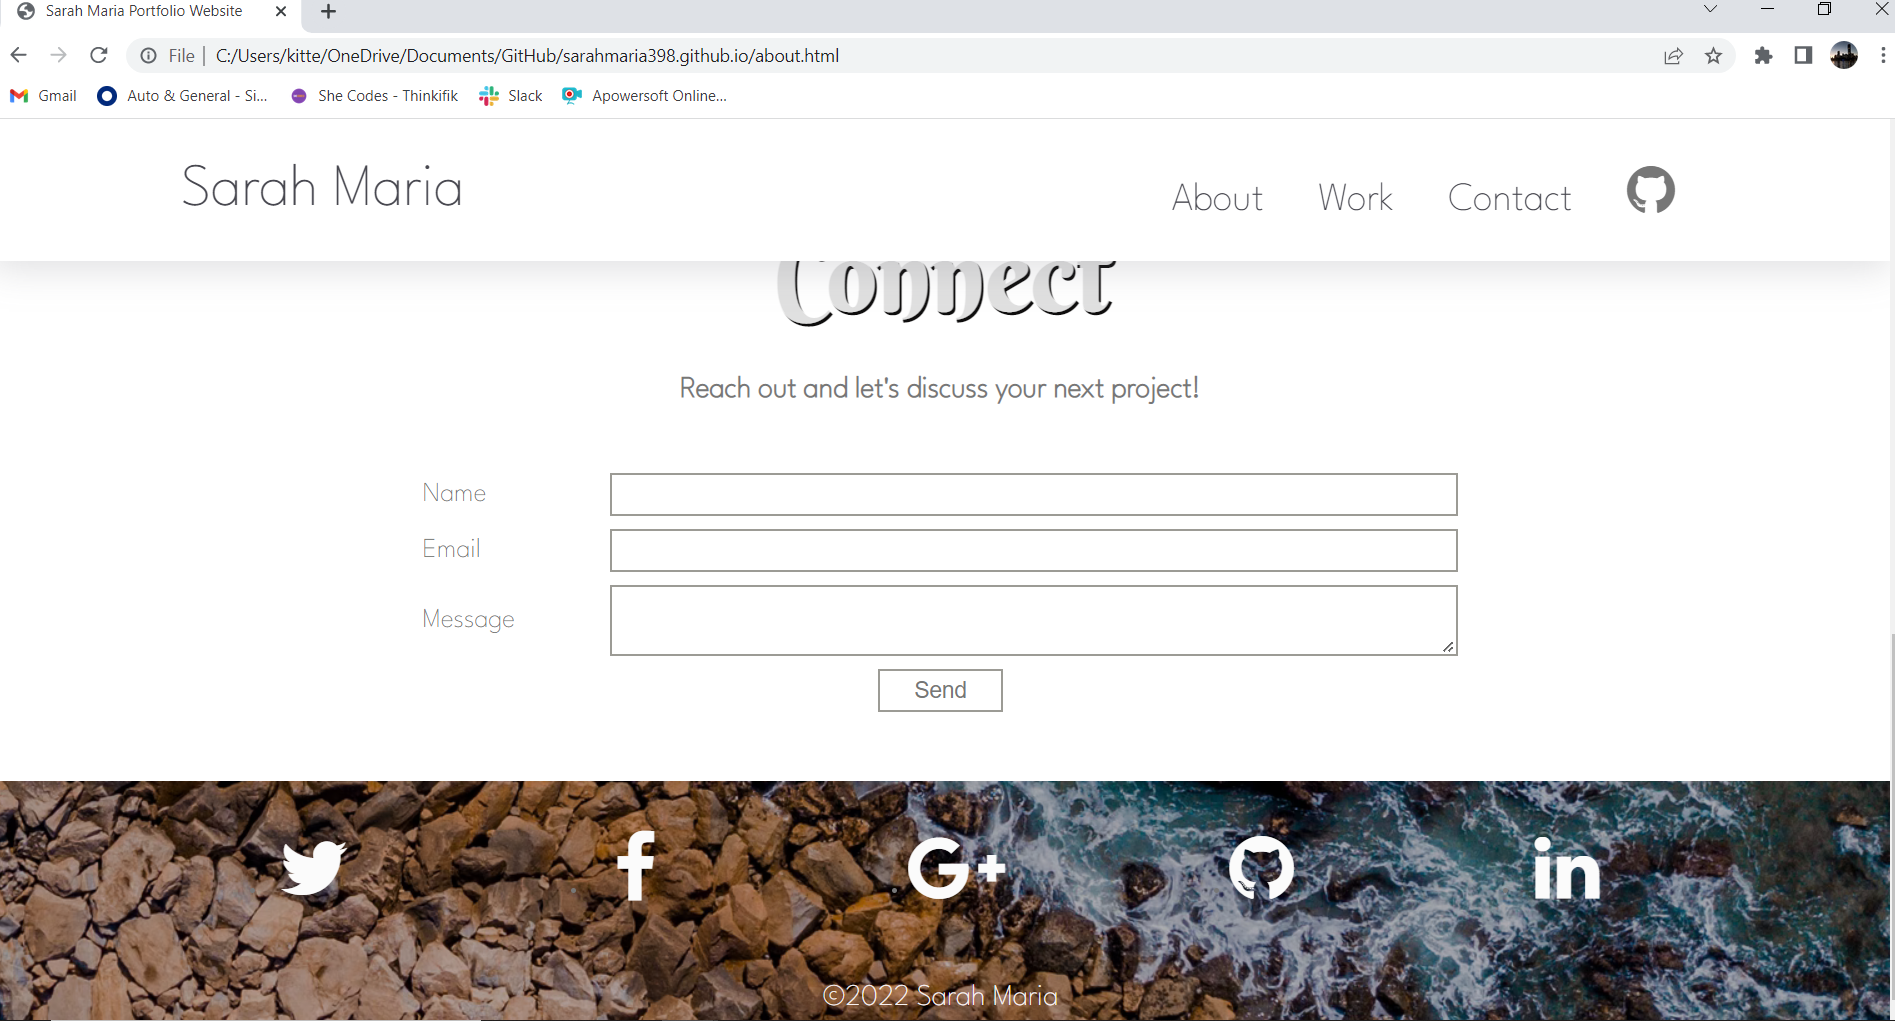 Sarah Maria Portfolio Website
File | C:/Users/kitte/OneDrive/Documents/GitHub/sarahmaria398.github.io/about.html
Gmail Auto & General - Si... She Codes - Thinkifik Slack Apowersoft Online...
Sarah Maria About Work Contact
Connect
Reach out and let's discuss your next project!
Name
Email
Message
Send
©2022 Sarah Maria